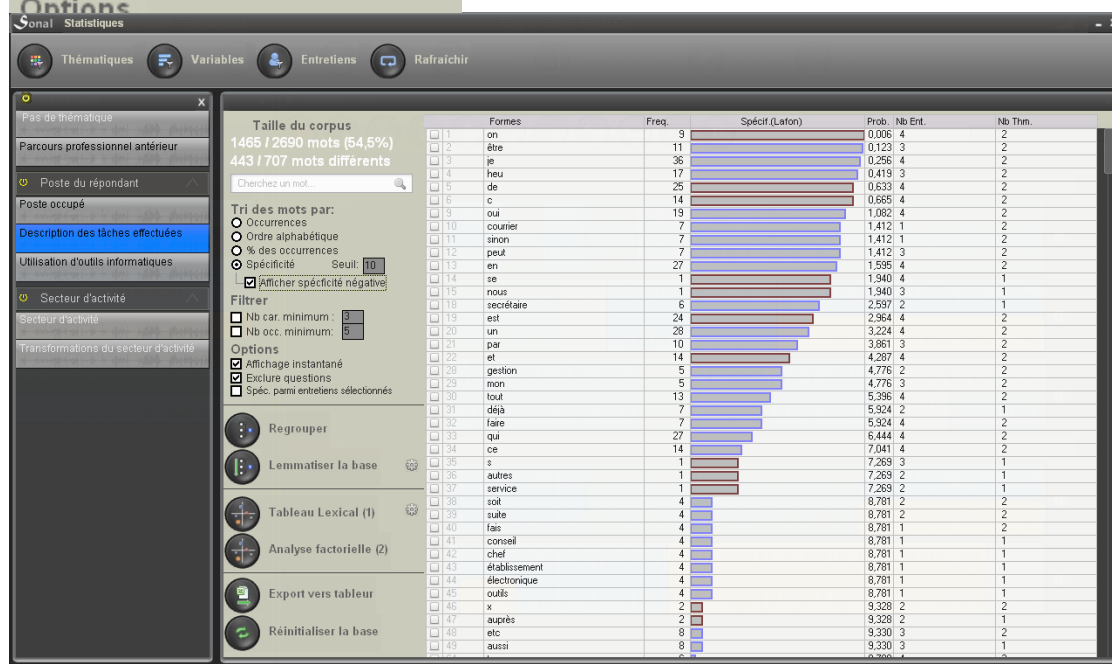 Options
Sonal Statistiques
Thématiques Variables Entretiens Rafraichir
x
Pas de thématique
Parcours professionnel antérieur
Poste du répondant
Poste occupé
Description des tâches effectuées
Utilisation d'outils informatiques
Secteur d'activité
Secteur d'activité
Transformations du secteur d'activité
Taille du corpus
1465 / 2690 mots (54,5%)
443 / 707 mots différents
Cherchez un mot...
Tri des mots par:
Occurrences
Ordre alphabétique
% des occurrences
Spécificité Seuil: 10
Afficher spécficité négative
Filtrer
Nb car. minimum : 3
Nb occ. minimum: 5
Options
Affichage instantané
Exclure questions
Spéc. parmi entretiens sélectionnés
Regrouper
Lemmatiser la base
Tableau Lexical (1)
Analyse factorielle (2)
Export vers tableur
Réinitialiser la base
Formes Freq. Spécif.(Lafon) Prob. Nb Ent. Nb Thm.
1 on 9 0,006 4 2
2 être 11 0,123 3 2
3 je 36 0,256 4 2
4 heu 17 0,419 3 2
5 de 25 0,633 4 2
6 c 14 0,665 4 2
9 oui 19 1,082 4 2
10 courrier 7 1,412 1 2
11 sinon 7 1,412 1 2
12 peut 7 1,412 3 2
13 en 27 1,595 4 2
14 se 1 1,940 4 1
15 nous 1 1,940 3 1
18 secrétaire 6 2,597 2 1
19 est 24 2,964 4 2
20 un 28 3,224 4 2
21 par 10 3,861 3 2
22 et 14 4,287 4 2
28 gestion 5 4,776 2 2
29 mon 5 4,776 3 2
30 tout 13 5,396 4 2
31 déjà 7 5,924 2 1
32 faire 7 5,924 4 2
33 qui 27 6,444 4 2
34 ce 14 7,041 4 2
35 s 1 7,269 3 1
36 autres 1 7,269 2 1
37 service 1 7,269 2 1
38 soit 4 8,781 2 2
39 suite 4 8,781 2 2
40 fais 4 8,781 1 2
41 conseil 4 8,781 1 1
42 chef 4 8,781 1 1
43 établissement 4 8,781 1 1
44 électronique 4 8,781 1 1
45 outils 4 8,781 1 1
46 x 2 9,328 2 2
47 auprès 2 9,328 2 1
48 etc 8 9,330 3 2
49 aussi 8 9,330 3 1